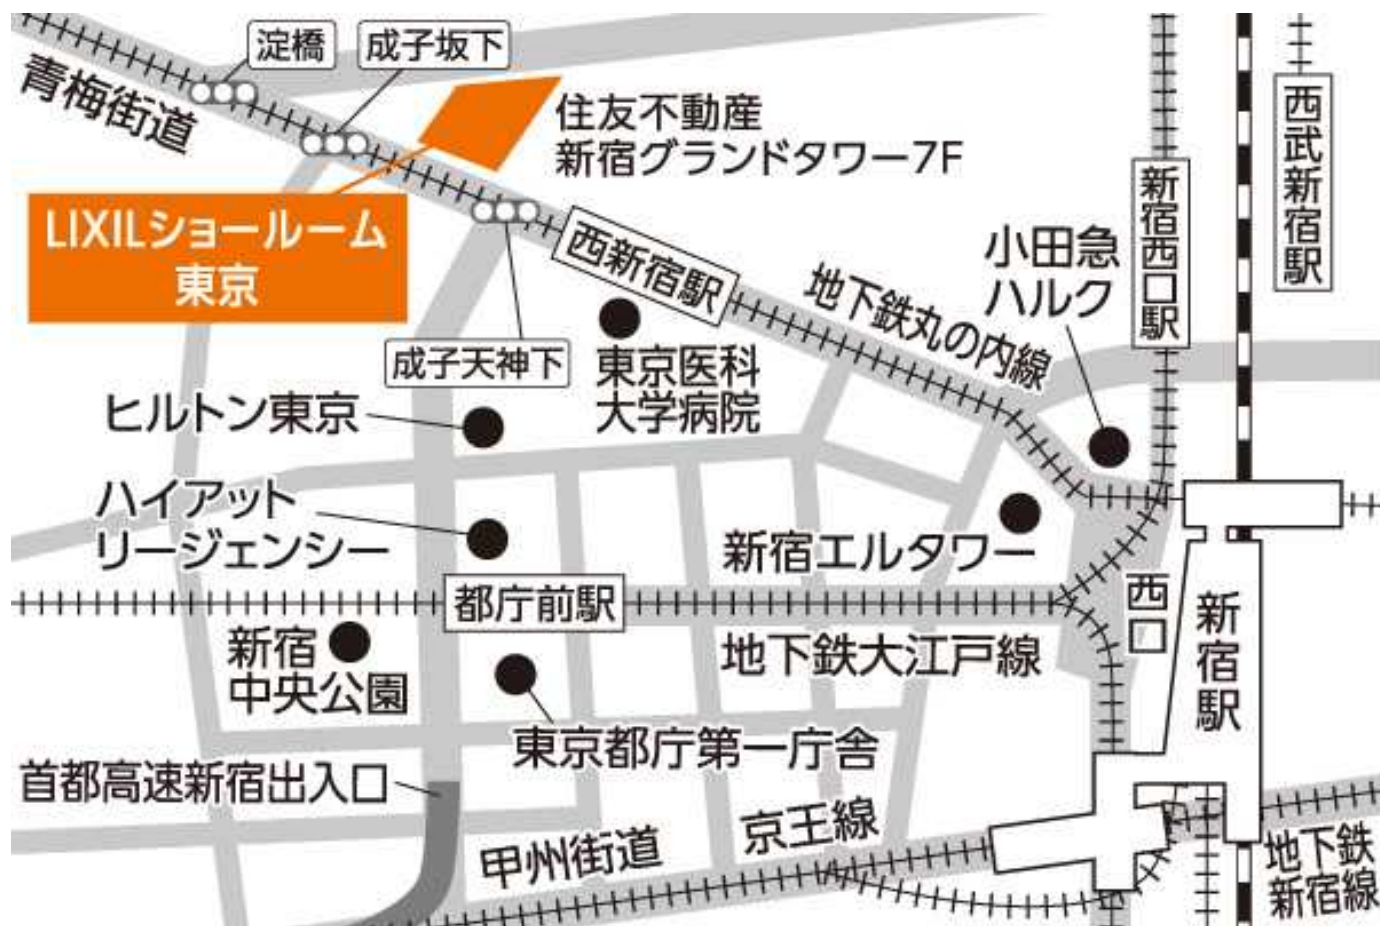 淀橋
成子坂下
青梅街道
住友不動産
新宿グランドタワー7F
LIXILショールーム
東京
西新宿駅
成子天神下
東京医科
大学病院
地下鉄丸の内線
小田急
ハルク
新宿西口駅
西武新宿駅
ヒルトン東京
ハイアット
リージェンシー
新宿エルタワー
都庁前駅
地下鉄大江戸線
西口
新宿駅
新宿
中央公園
東京都庁第一庁舎
首都高速新宿出入口
甲州街道
京王線
地下鉄
新宿線